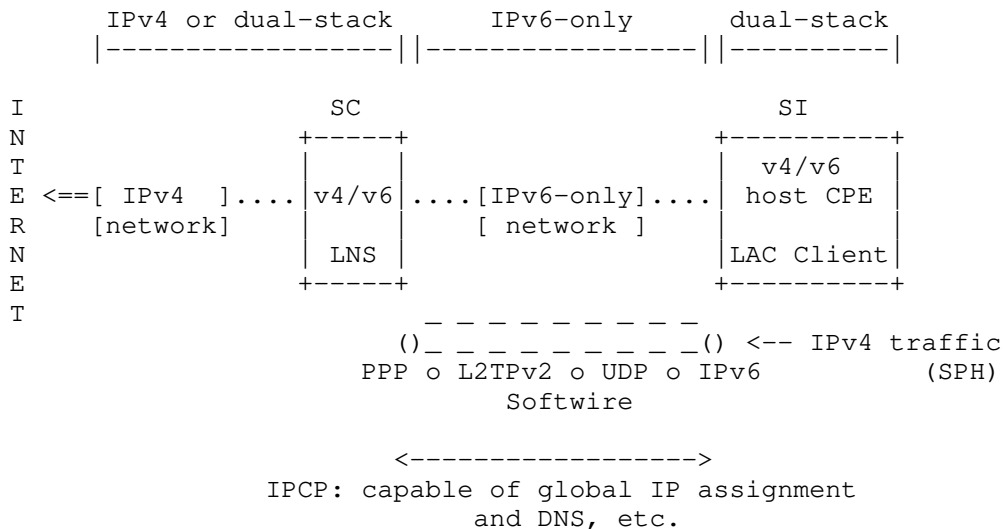 IPv4 or dual-stack IPv6-only dual-stack
|------------------||-----------------||----------|
I SC SI
N +-----+ +----------+
T | | | v4/v6 |
E <==[ IPv4 ]....|v4/v6|....[IPv6-only]....| host CPE |
R [network] | | [ network ] | |
N | LNS | |LAC Client|
E +-----+ +----------+
T _ _ _ _ _ _ _ _ _
()_ _ _ _ _ _ _ _ _() <-- IPv4 traffic
PPP o L2TPv2 o UDP o IPv6 (SPH)
Softwire
<------------------>
IPCP: capable of global IP assignment
and DNS, etc.